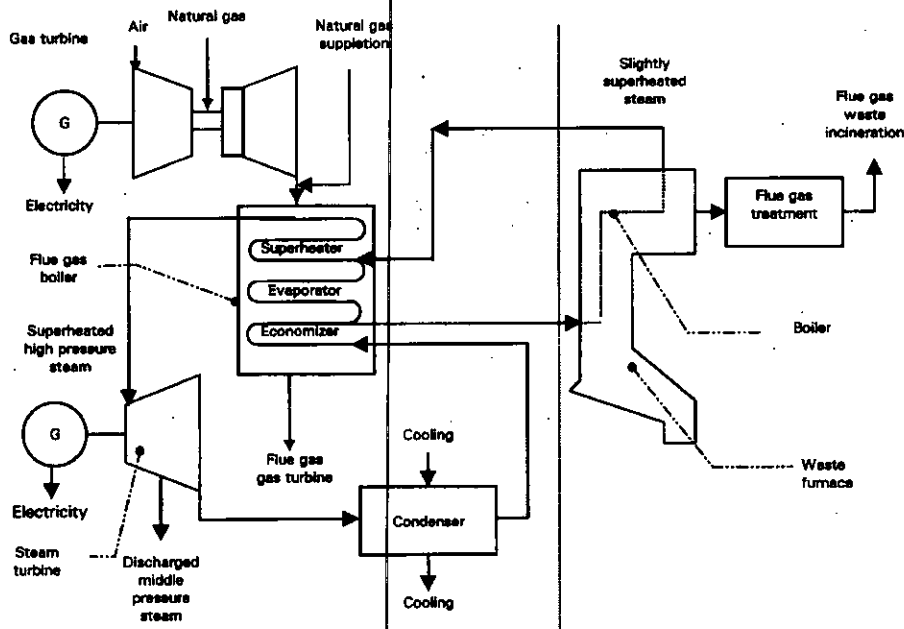 Natural gas
Gas turbine
Air
Natural gas
suppletion
Slightly
superheated
steam
Flue gas
waste
incineration
G
Electricity
Flue gas
treatment
Superheater
Flue gas
boiler
Evaporator
Economizer
Boiler
Superheated
high pressure
steam
G
Electricity
Flue gas
gas turbine
Cooling
Condenser
Cooling
Waste
furnace
Steam
turbine
Discharged
middle
pressure
steam